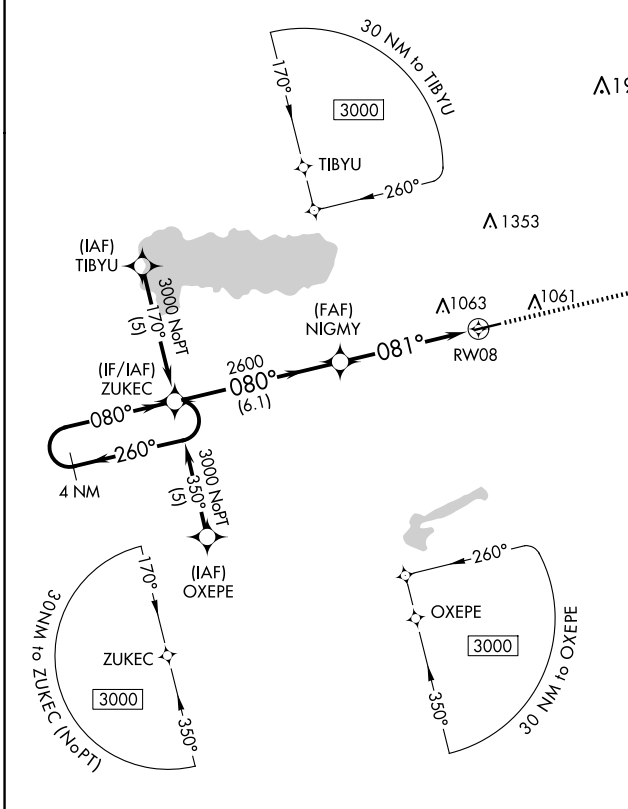 30 NM to TIBYU
170°
3000
TIBYU
260°
1353
(IAF)
TIBYU
3000 NoPT
170°
(5)
(FAF)
NIGMY
1063
1061
RW08
(IF/IAF)
ZUKEC
2600
080°
(6.1)
081°
080°
260°
4 NM
3000 NoPT
350°
(5)
(IAF)
OXEPE
170°
30NM to ZUKEC (NoPT)
ZUKEC
3000
350°
260°
OXEPE
3000
350°
30 NM to OXEPE